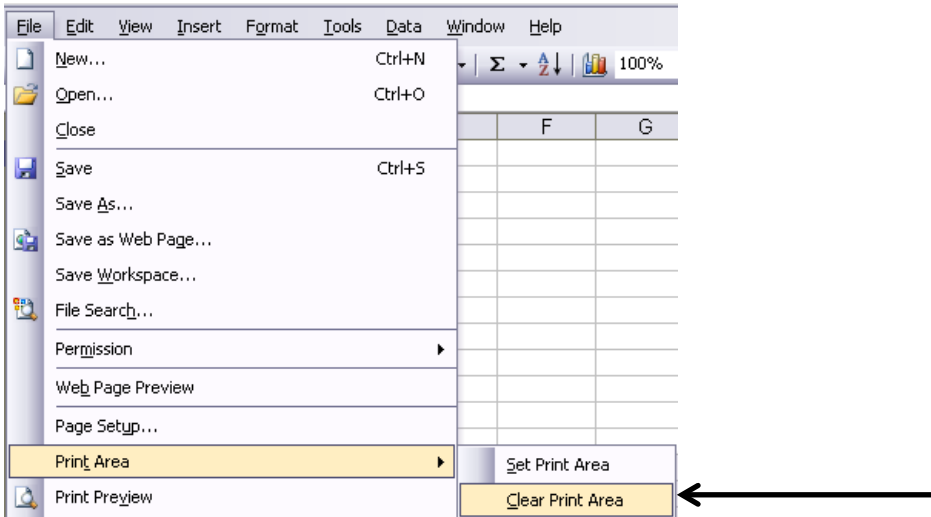 File Edit View Insert Format Tools Data Window Help
New... Ctrl+N
Σ A Z 100%
Open... Ctrl+O
Close
F G
Save Ctrl+S
Save As...
Save as Web Page...
Save Workspace...
File Search...
Permission
Web Page Preview
Page Setup...
Print Area
Set Print Area
Print Preview
Clear Print Area